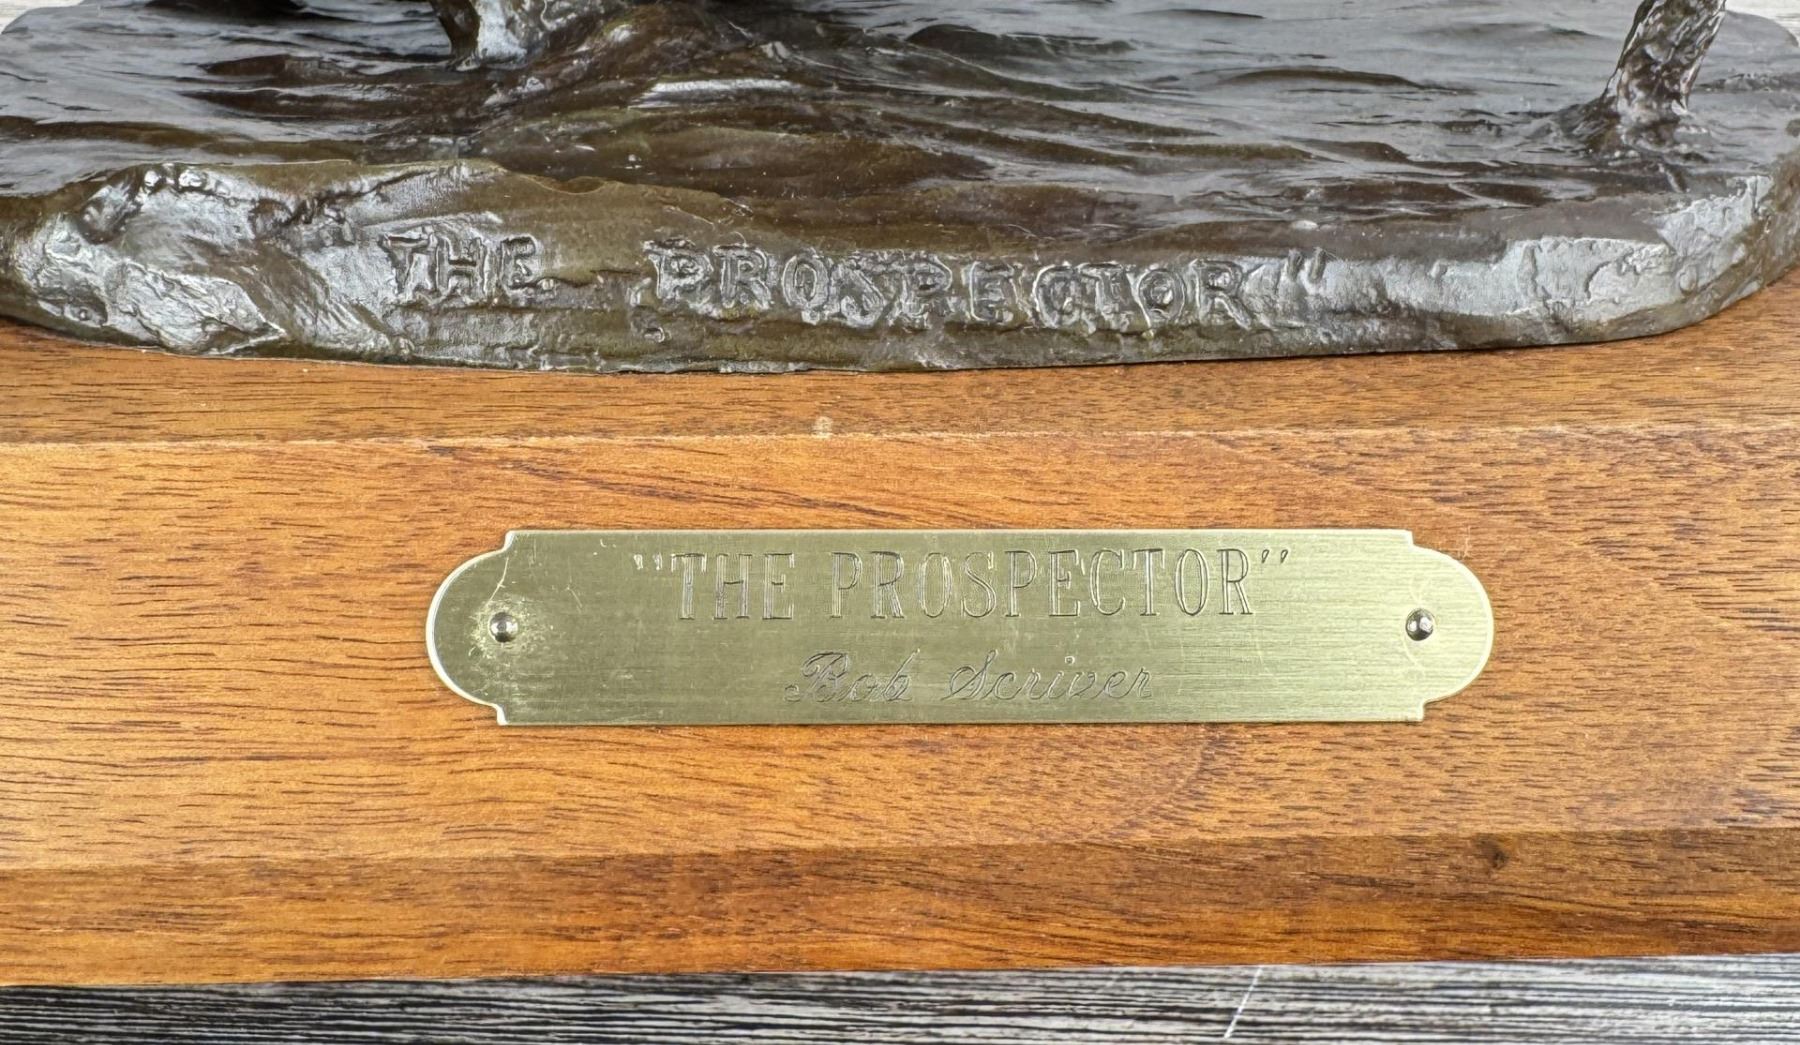 "THE PROSPECTOR"
"THE PROSPECTOR"
Bob Scriver